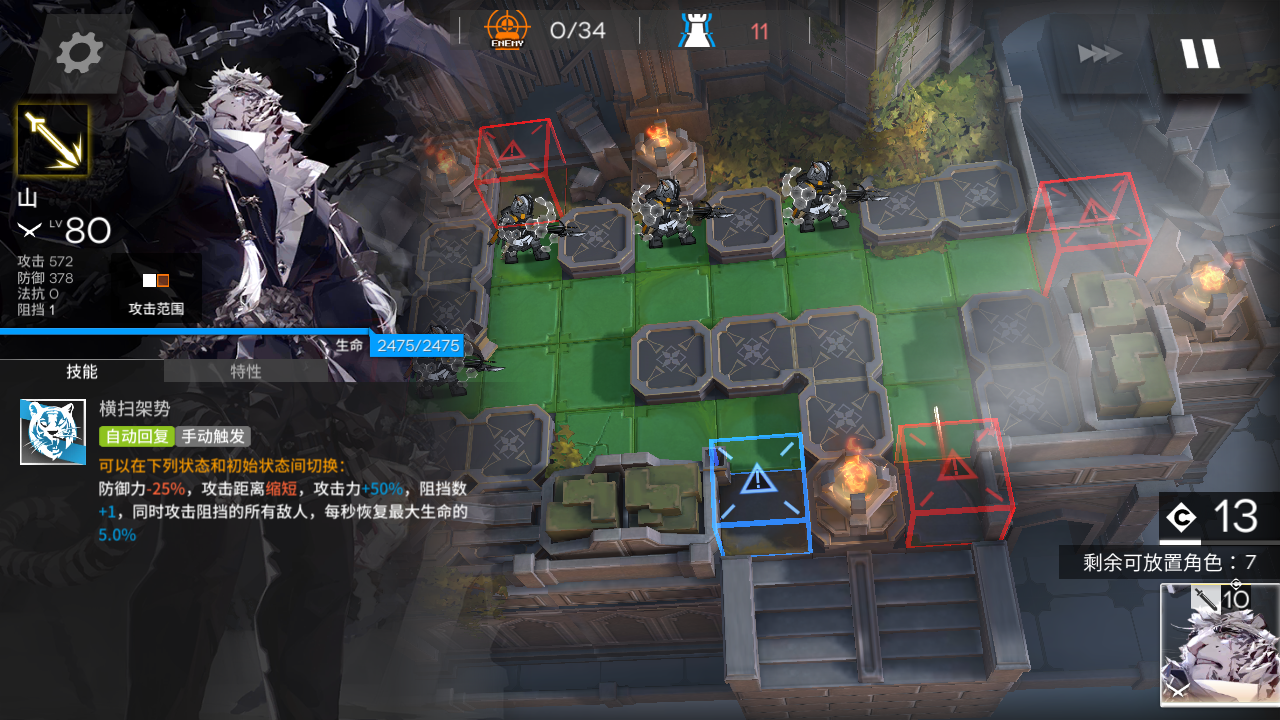 ENEMY
0/34
11
山
LV 80
攻击 572
防御 378
法抗 0
阻挡 1
攻击范围
生命 2475/2475
技能
特性
横扫架势
自动回复 手动触发
可以在下列状态和初始状态间切换：
防御力-25%，攻击距离缩短，攻击力+50%，阻挡数
+1，同时攻击阻挡的所有敌人，每秒恢复最大生命的
5.0%
C 13
剩余可放置角色：7
10